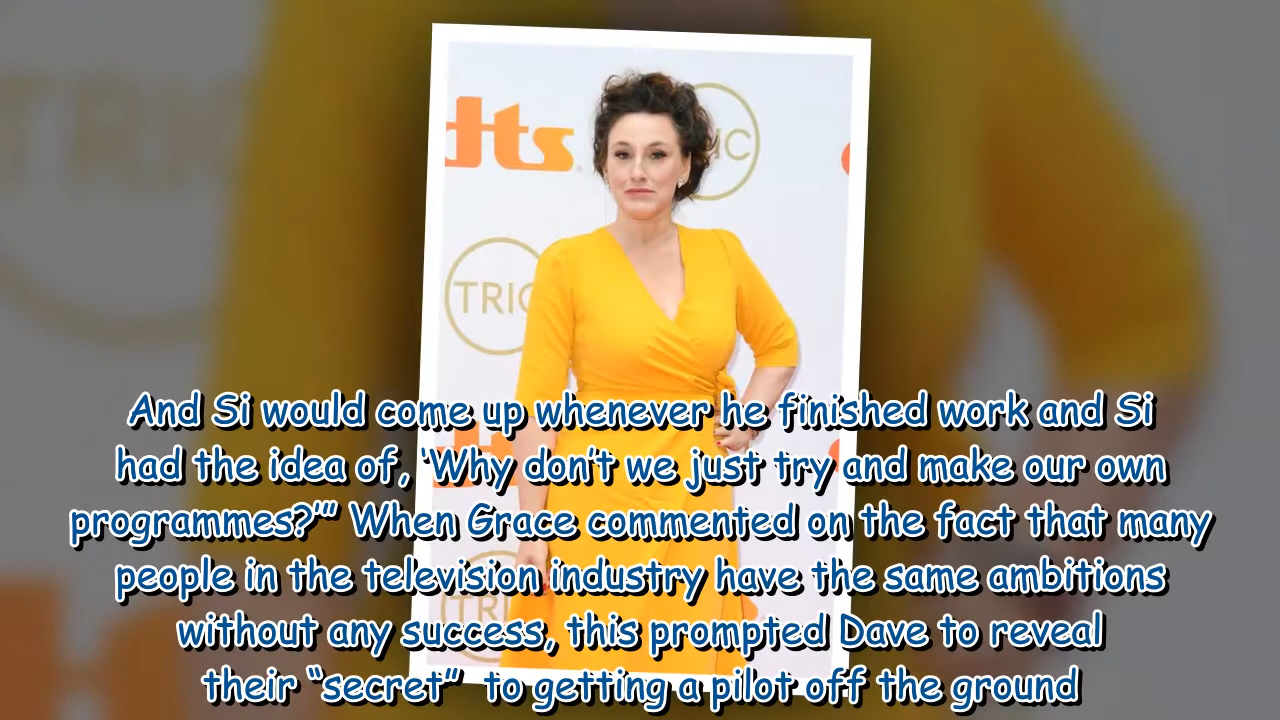 dts
TRIC
And Si would come up whenever he finished work and Si
had the idea of, ‘Why don’t we just try and make our own
programmes?’” When Grace commented on the fact that many
people in the television industry have the same ambitions
without any success, this prompted Dave to reveal
their “secret” to getting a pilot off the ground